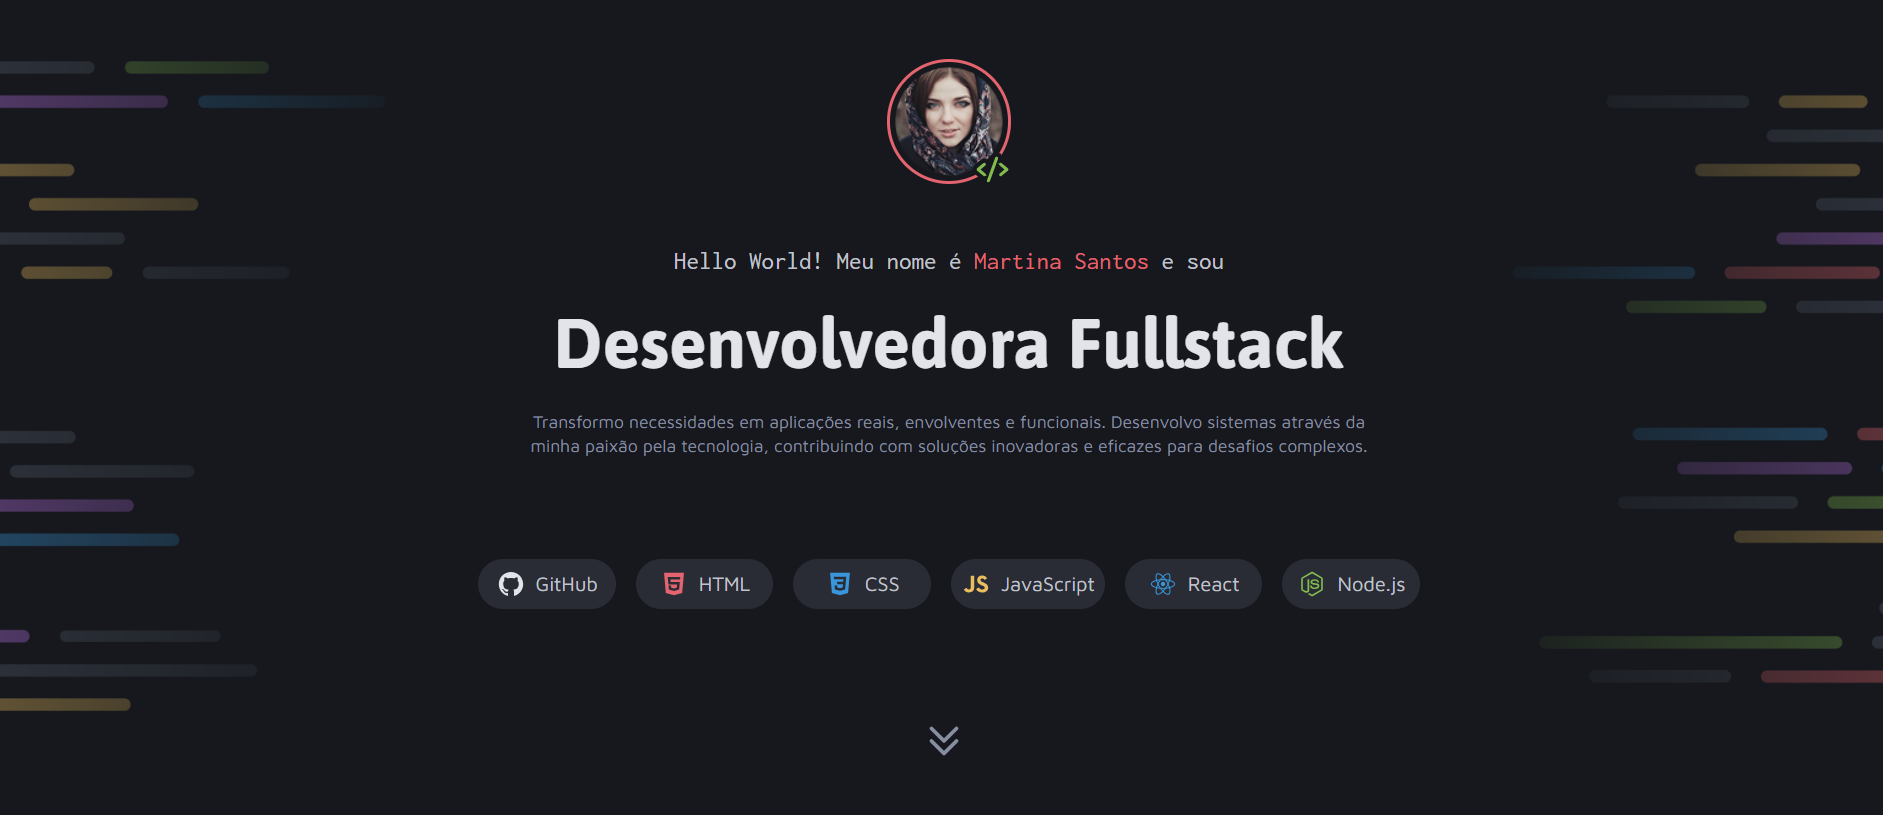 Hello World! Meu nome é Martina Santos e sou
Desenvolvedora Fullstack
Transformo necessidades em aplicações reais, envolventes e funcionais. Desenvolvo sistemas através da
minha paixão pela tecnologia, contribuindo com soluções inovadoras e eficazes para desafios complexos.
GitHub HTML CSS JS JavaScript React Node.js